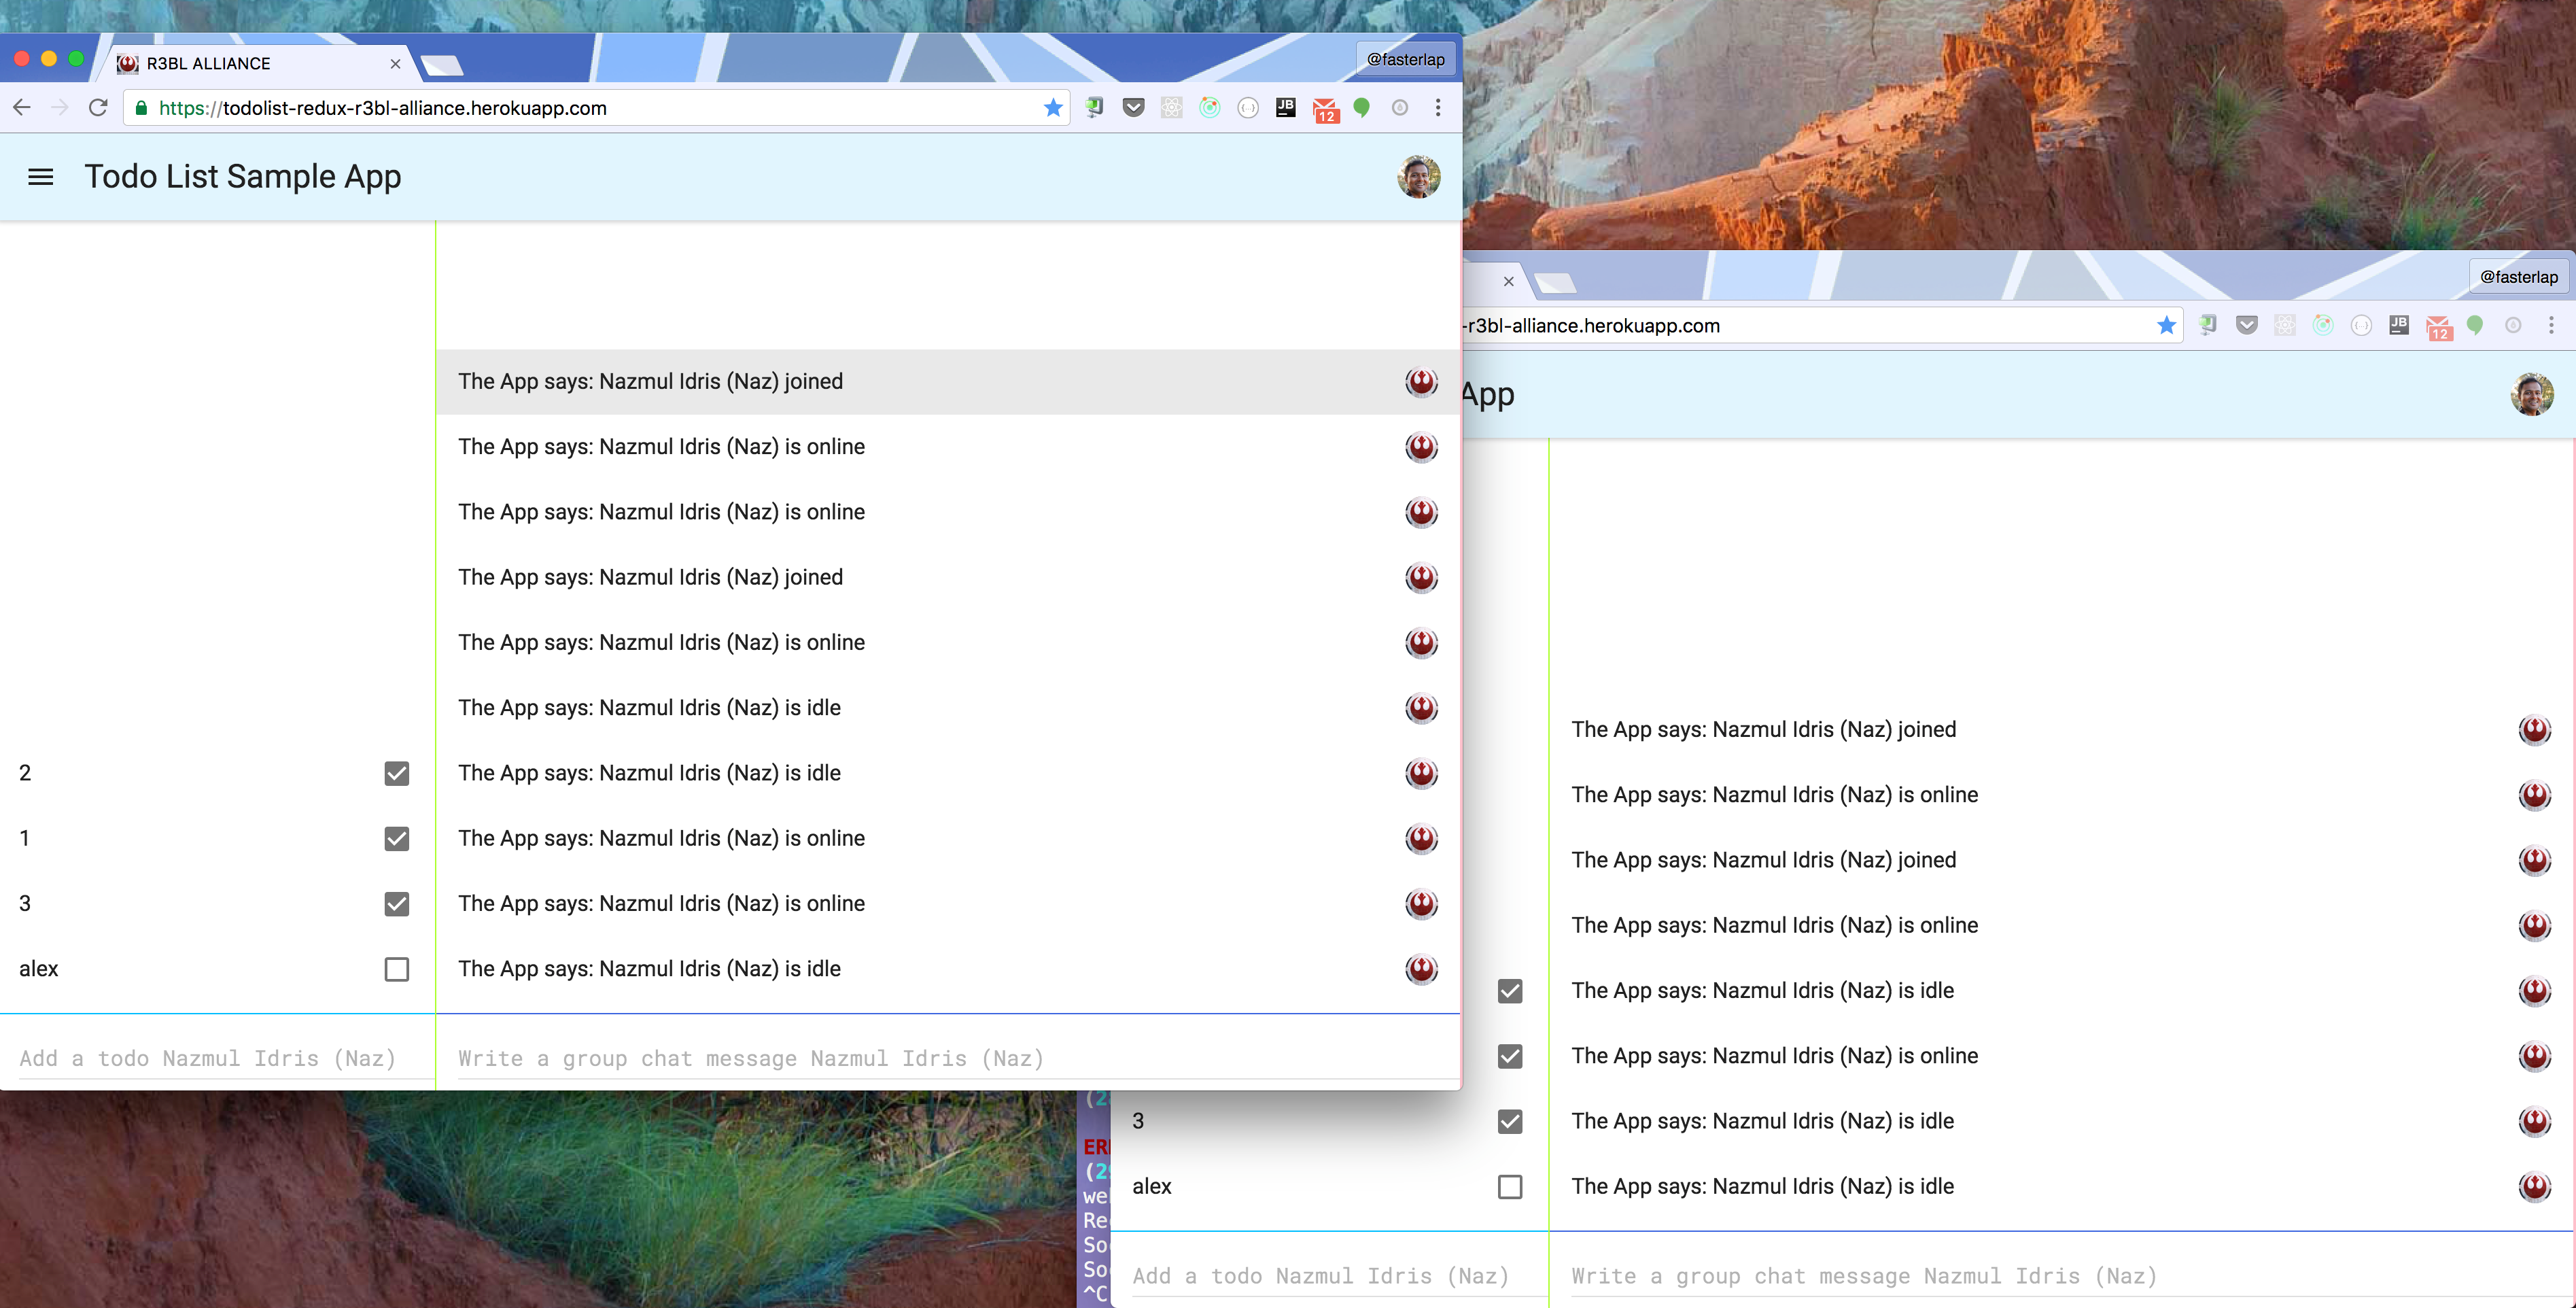 R3BL ALLIANCE
@fasterlap
https://todolist-redux-r3bl-alliance.herokuapp.com
JB
12
Todo List Sample App
The App says: Nazmul Idris (Naz) joined
The App says: Nazmul Idris (Naz) is online
The App says: Nazmul Idris (Naz) is online
The App says: Nazmul Idris (Naz) joined
The App says: Nazmul Idris (Naz) is online
The App says: Nazmul Idris (Naz) is idle
2
The App says: Nazmul Idris (Naz) is idle
1
The App says: Nazmul Idris (Naz) is online
3
The App says: Nazmul Idris (Naz) is online
alex
The App says: Nazmul Idris (Naz) is idle
Add a todo Nazmul Idris (Naz)
Write a group chat message Nazmul Idris (Naz)
@fasterlap
-r3bl-alliance.herokuapp.com
JB
12
App
The App says: Nazmul Idris (Naz) joined
The App says: Nazmul Idris (Naz) is online
The App says: Nazmul Idris (Naz) joined
The App says: Nazmul Idris (Naz) is online
The App says: Nazmul Idris (Naz) is idle
The App says: Nazmul Idris (Naz) is online
3
The App says: Nazmul Idris (Naz) is idle
alex
The App says: Nazmul Idris (Naz) is idle
Add a todo Nazmul Idris (Naz)
Write a group chat message Nazmul Idris (Naz)
^C